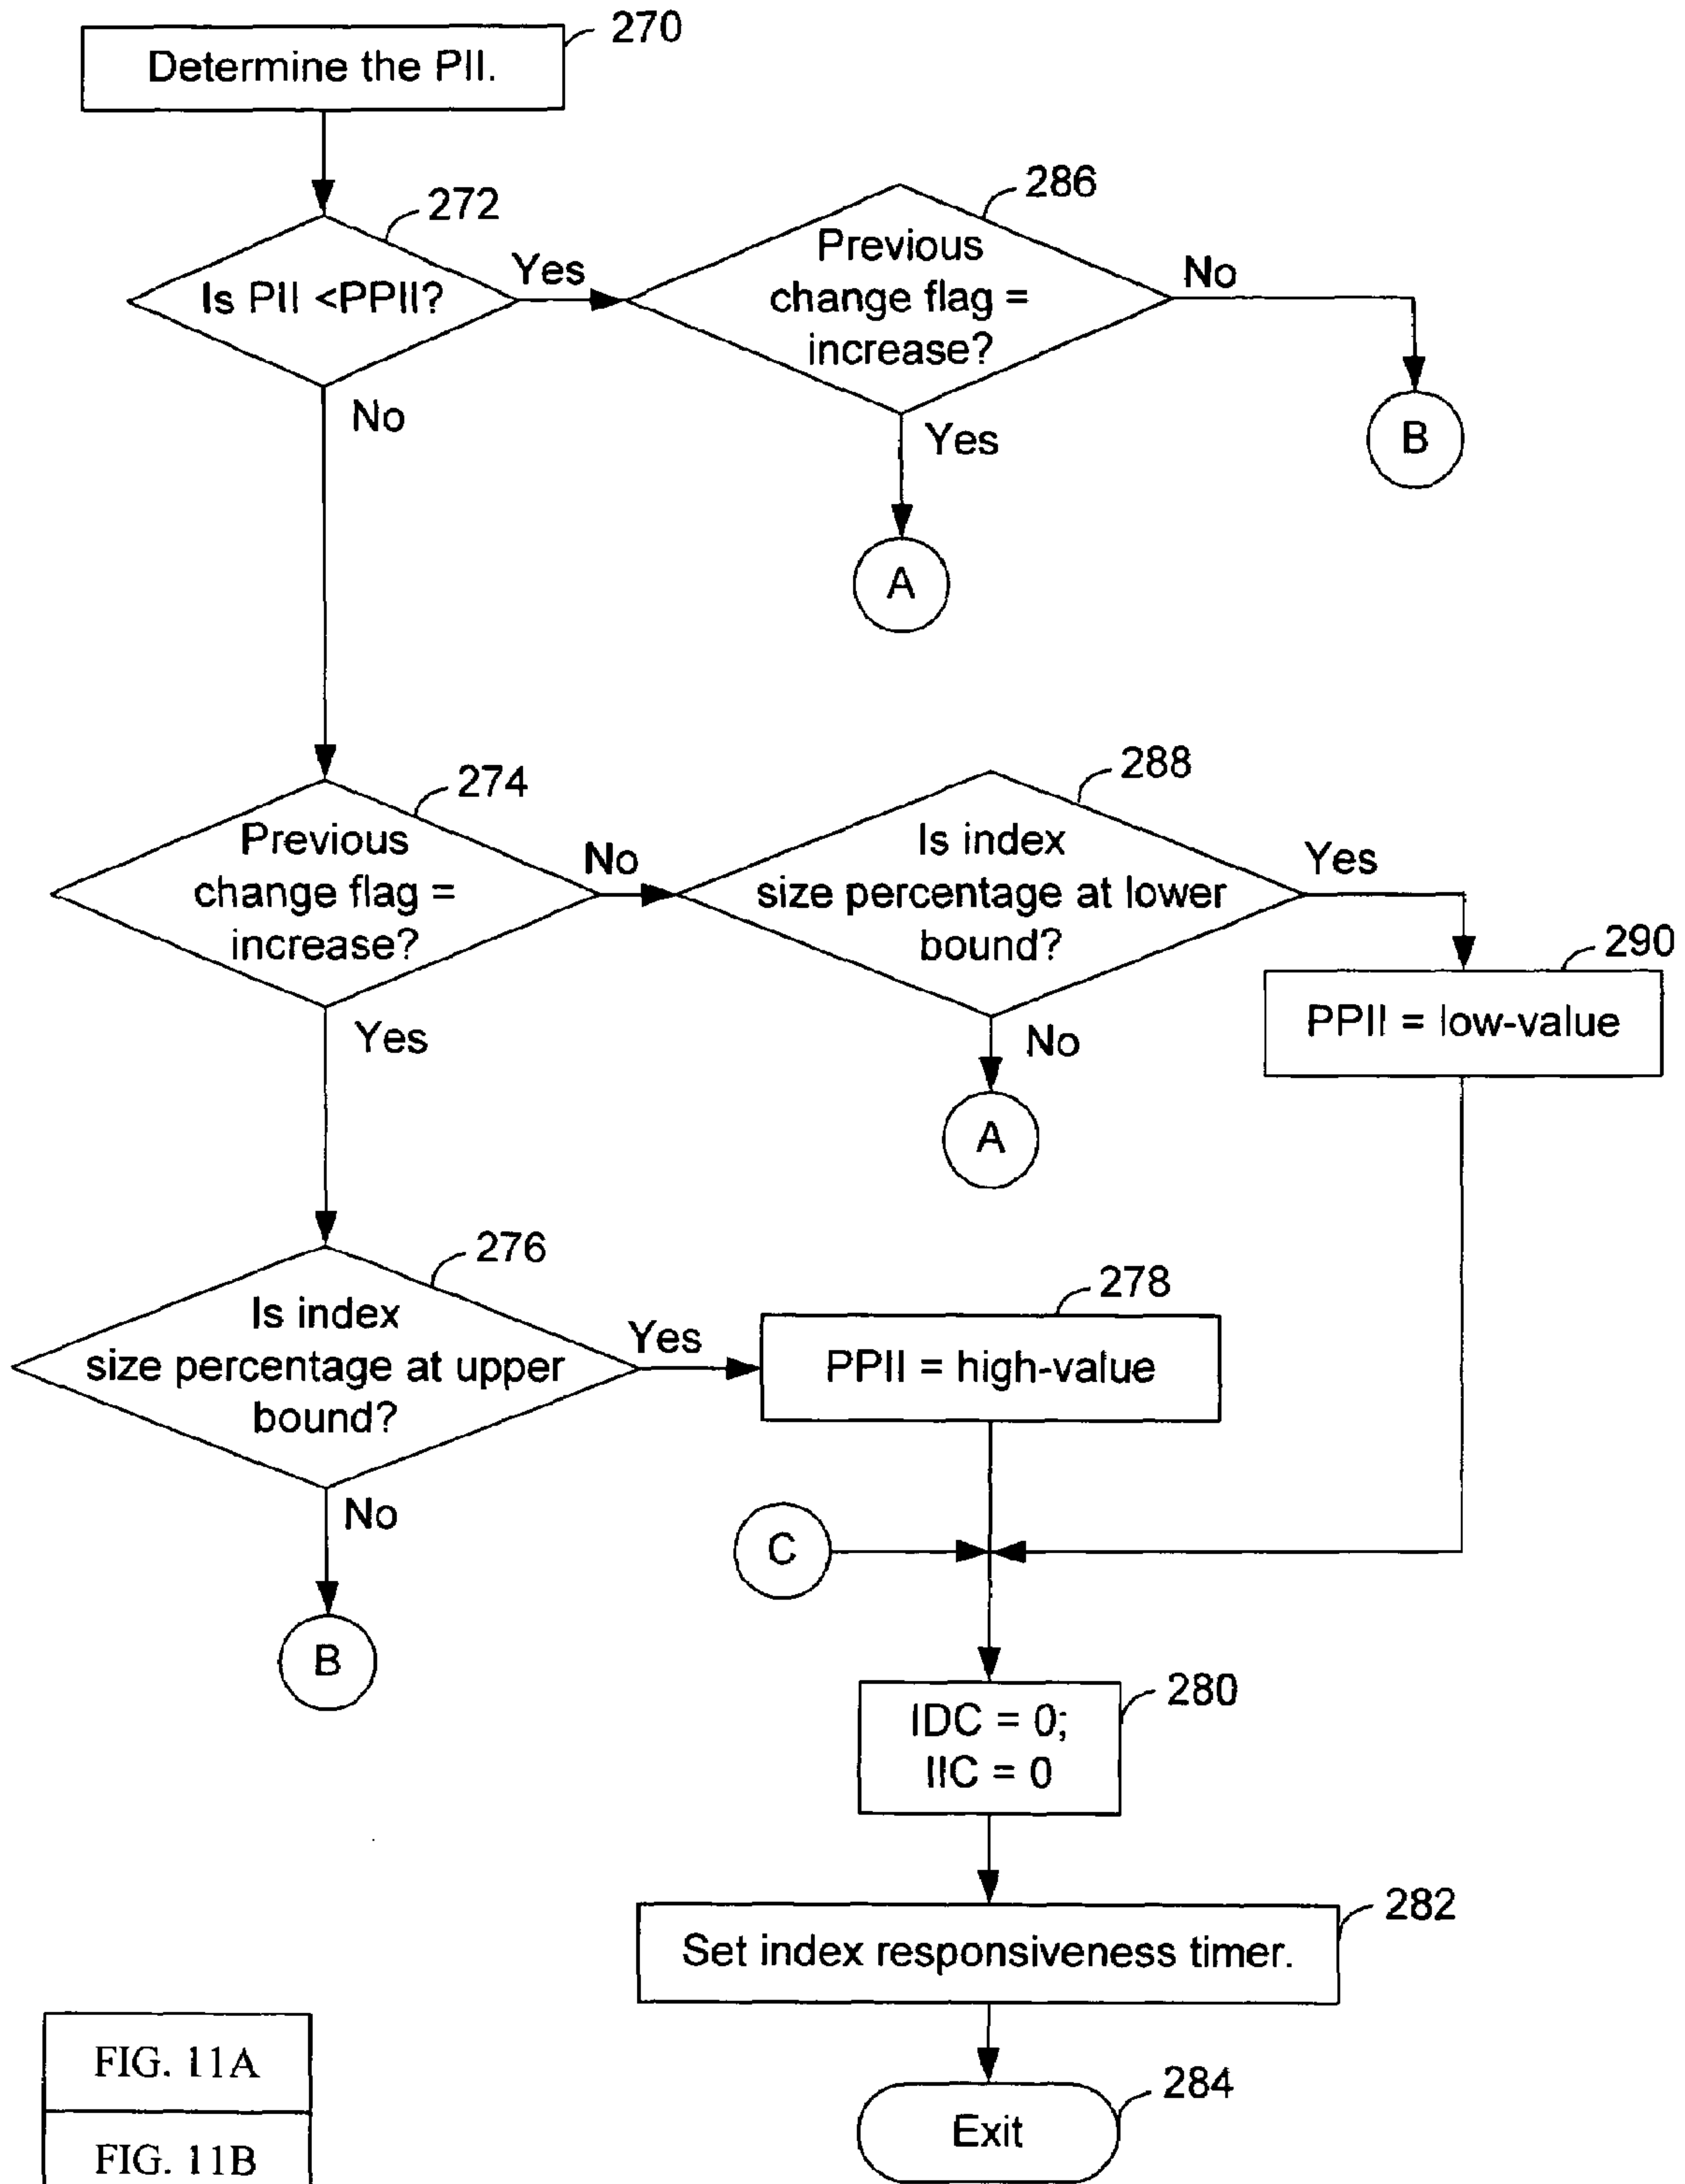 270
Determine the PII.
272
Is PII <PPII?
Yes
No
286
Previous
change flag =
increase?
No
Yes
B
A
274
Previous
change flag =
increase?
No
Yes
288
Is index
size percentage at lower
bound?
Yes
No
A
290
PPII = low-value
276
Is index
size percentage at upper
bound?
Yes
No
B
278
PPII = high-value
C
280
IDC = 0;
IIC = 0
282
Set index responsiveness timer.
284
Exit
FIG. 11A
FIG. 11B